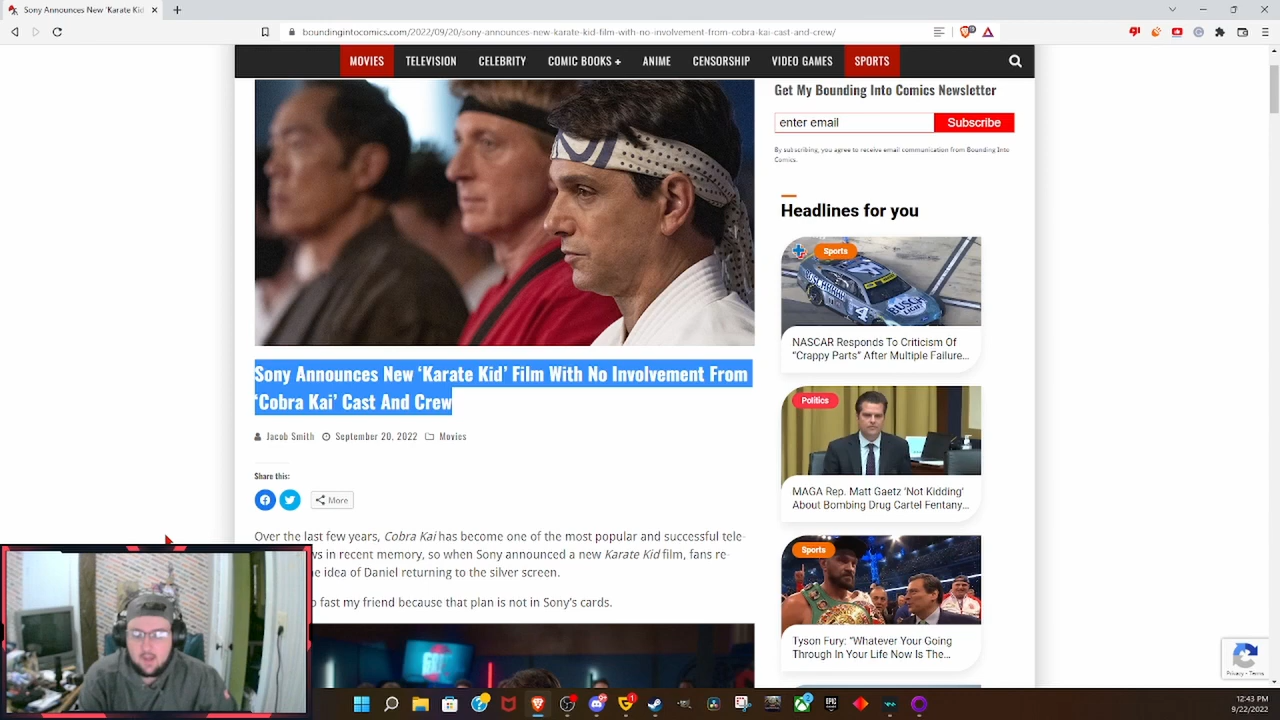 Sony Announces New 'Karate Kid
boundingintocomics.com/2022/09/20/sony-announces-new-karate-kid-film-with-no-involvement-from-cobra-kai-cast-and-crew/
MOVIES TELEVISION CELEBRITY COMIC BOOKS + ANIME CENSORSHIP VIDEO GAMES SPORTS
Get My Bounding Into Comics Newsletter
enter email Subscribe
By subscribing, you agree to receive email communication from Bounding Into
Comics.
Headlines for you
Sports
BUSCH
LIGHT
4
NASCAR Responds To Criticism Of
“Crappy Parts” After Multiple Failure...
Politics
MAGA Rep. Matt Gaetz ‘Not Kidding’
About Bombing Drug Cartel Fentany...
Sports
Tyson Fury: “Whatever Your Going
Through In Your Life Now Is The...
Sony Announces New ‘Karate Kid’ Film With No Involvement From
‘Cobra Kai’ Cast And Crew
Jacob Smith September 20, 2022 Movies
Share this:
More
Over the last few years, Cobra Kai has become one of the most popular and successful tele-
ws in recent memory, so when Sony announced a new Karate Kid film, fans re-
e idea of Daniel returning to the silver screen.
o fast my friend because that plan is not in Sony’s cards.
Privacy - Terms
12:43 PM
9/22/2022